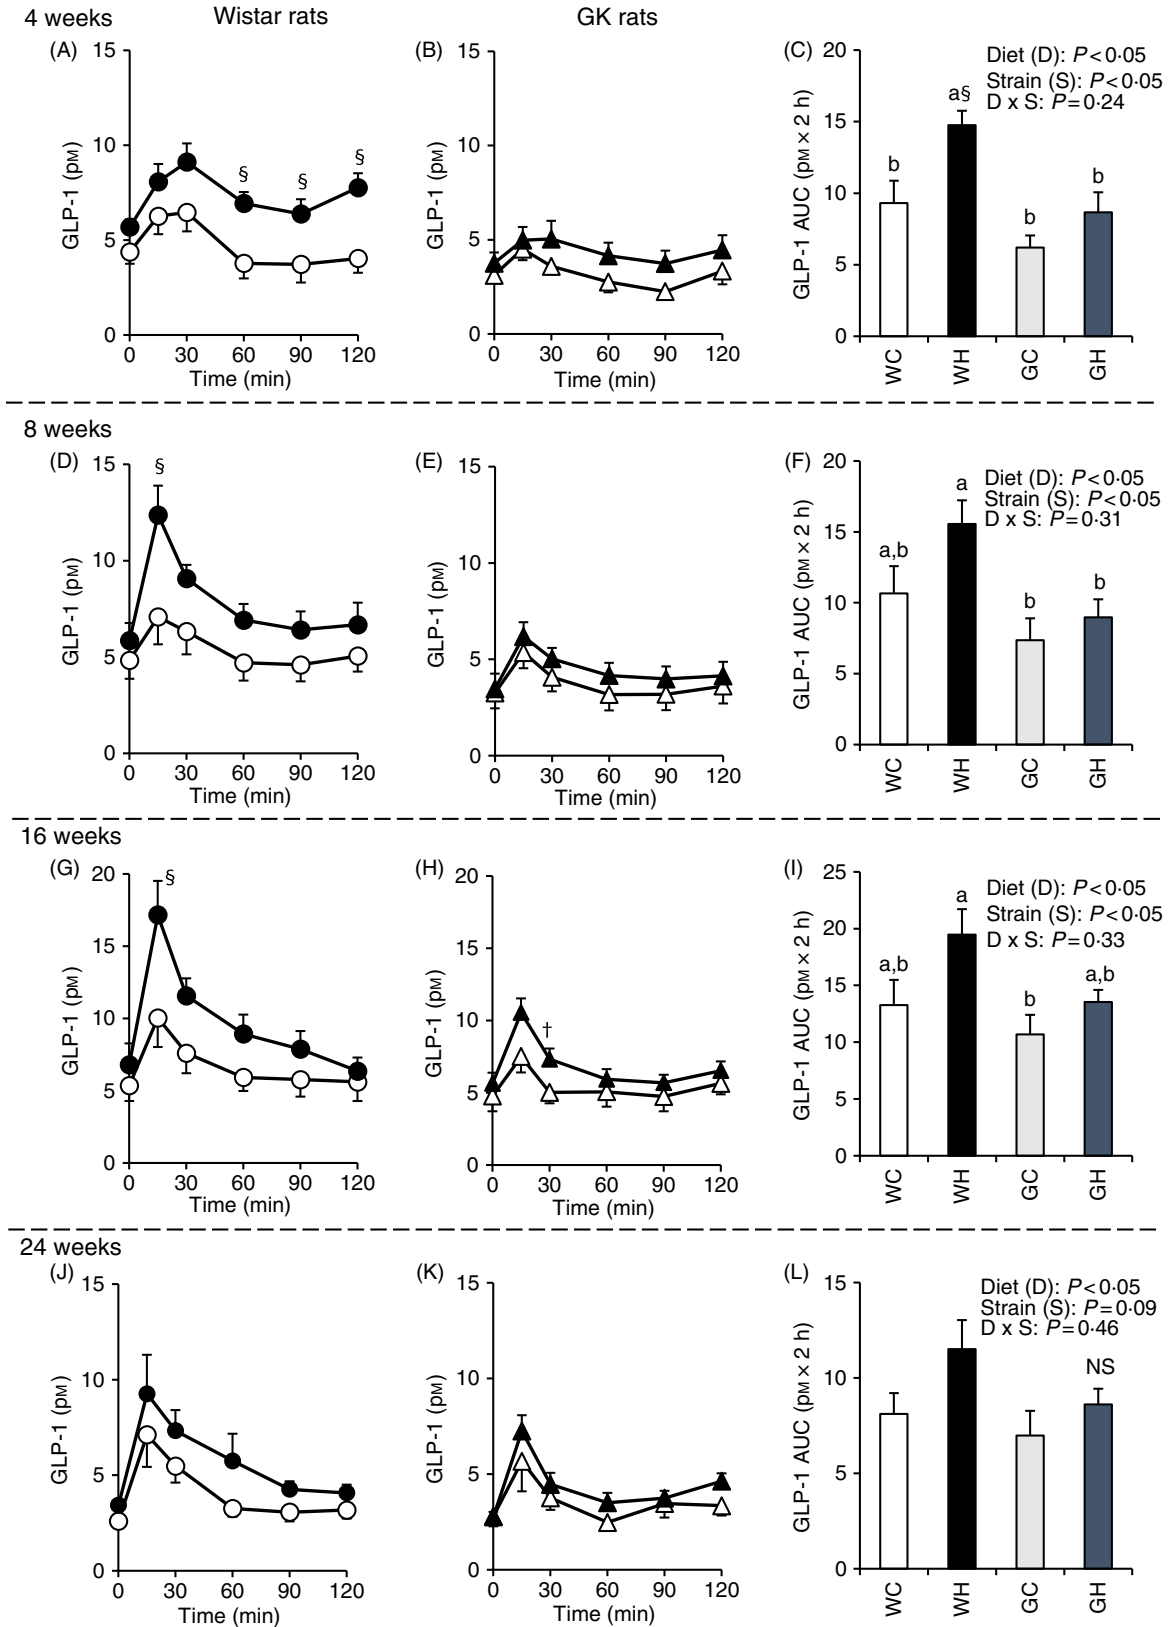 4 weeks
Wistar rats
GK rats
(A)
15
10
5
0
GLP-1 (pM)
§
§
§
0 30 60 90 120
Time (min)
(B)
15
10
5
0
GLP-1 (pM)
0 30 60 90 120
Time (min)
(C)
20
15
10
5
0
GLP-1 AUC (pM × 2 h)
Diet (D): P<0·05
Strain (S): P<0·05
D x S: P=0·24
b
a§
b
b
WC WH GC GH
8 weeks
(D)
15
10
5
0
GLP-1 (pM)
§
0 30 60 90 120
Time (min)
(E)
15
10
5
0
GLP-1 (pM)
0 30 60 90 120
Time (min)
(F)
20
15
10
5
0
GLP-1 AUC (pM × 2 h)
Diet (D): P<0·05
Strain (S): P<0·05
D x S: P=0·31
a,b
a
b
b
WC WH GC GH
16 weeks
(G)
20
15
10
5
0
GLP-1 (pM)
§
0 30 60 90 120
Time (min)
(H)
20
15
10
5
0
GLP-1 (pM)
†
0 30 60 90 120
Time (min)
(I)
25
20
15
10
5
0
GLP-1 AUC (pM × 2 h)
Diet (D): P<0·05
Strain (S): P<0·05
D x S: P=0·33
a,b
a
b
a,b
WC WH GC GH
24 weeks
(J)
15
10
5
0
GLP-1 (pM)
0 30 60 90 120
Time (min)
(K)
15
10
5
0
GLP-1 (pM)
0 30 60 90 120
Time (min)
(L)
15
10
5
0
GLP-1 AUC (pM × 2 h)
Diet (D): P<0·05
Strain (S): P=0·09
D x S: P=0·46
NS
WC WH GC GH